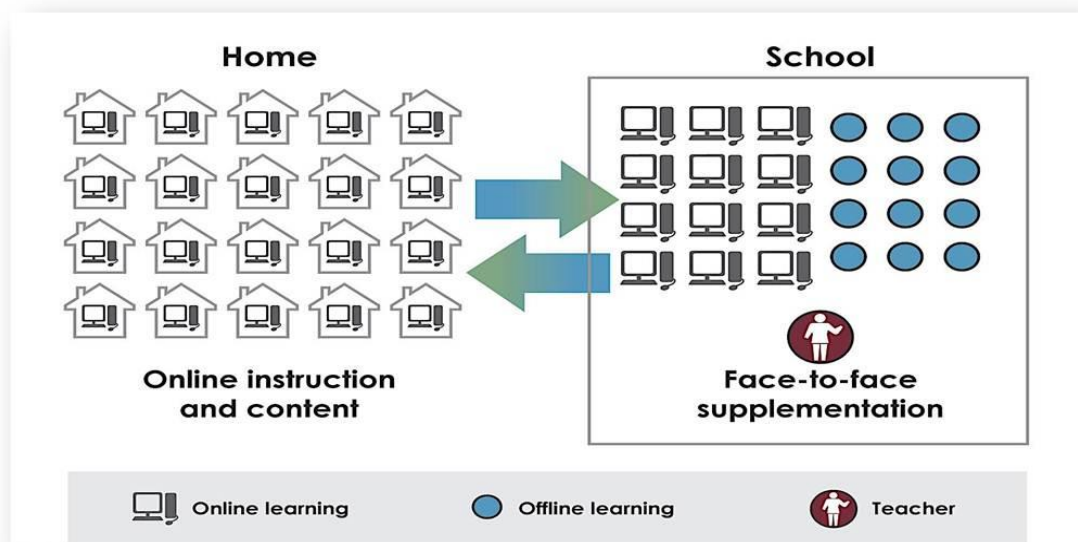 Home
School
Online instruction
and content
Face-to-face
supplementation
Online learning
Offline learning
Teacher